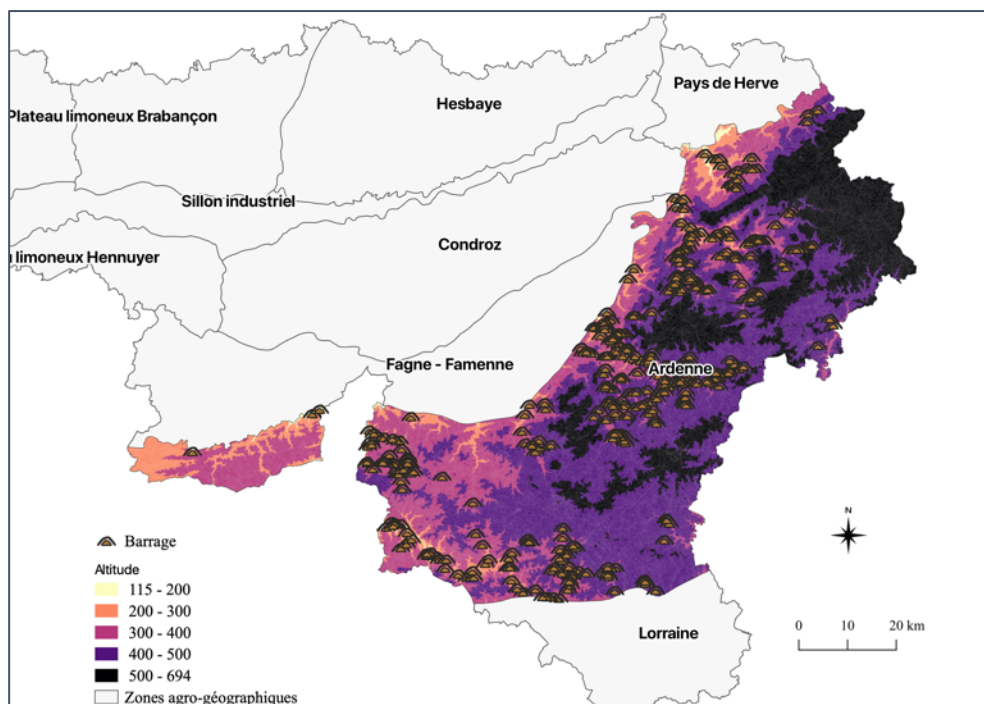 Pays de Herve
Hesbaye
Plateau limoneux Brabançon
Sillon industriel
Condroz
limoneux Hennuyer
Fagne - Famenne
Ardenne
N
Barrage
Altitude
115 - 200
200 - 300
300 - 400
400 - 500
500 - 694
Zones agro-géographiques
Lorraine
0 10 20 km